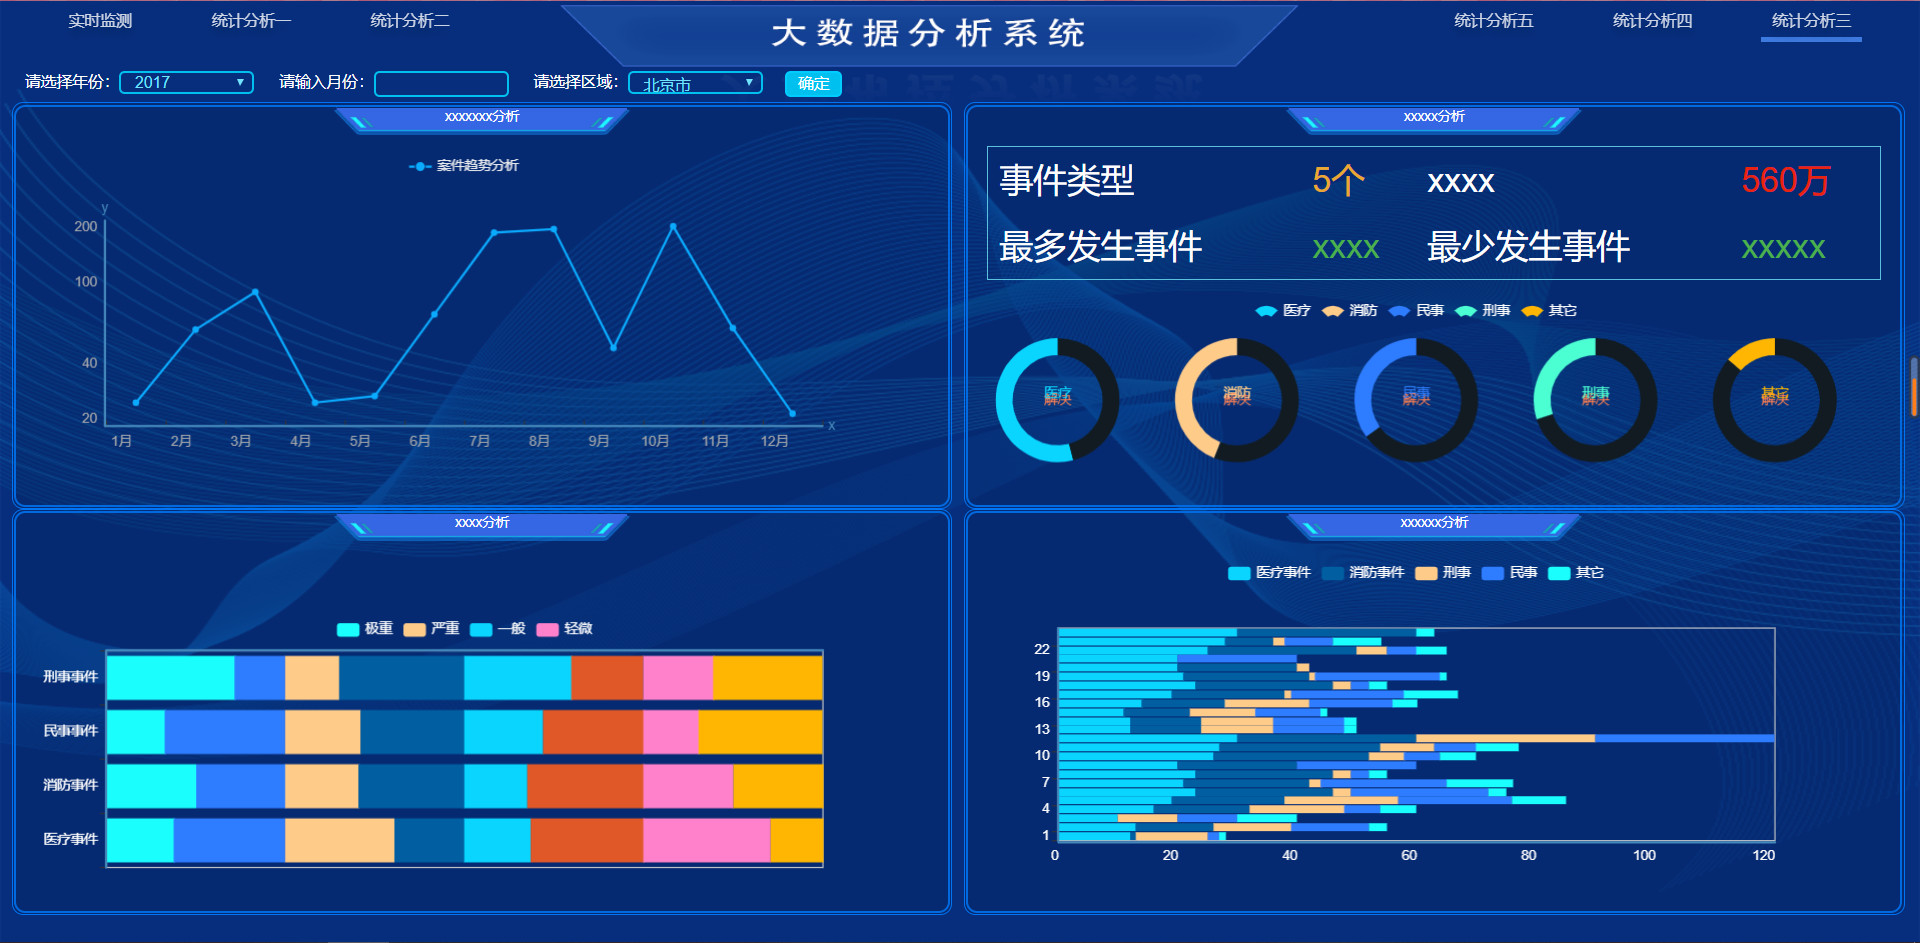 实时监测 统计分析一 统计分析二 大数据分析系统 统计分析五 统计分析四 统计分析三
请选择年份： 2017 请输入月份： 请选择区域： 北京市 确定
xxxxxxx分析
案件趋势分析
y
200
100
40
20
x
1月 2月 3月 4月 5月 6月 7月 8月 9月 10月 11月 12月
xxxxx分析
事件类型 5个 xxxx 560万
最多发生事件 xxxx 最少发生事件 xxxxx
医疗 消防 民事 刑事 其它
医疗 消防 民事 刑事 其它
解决 解决 解决 解决 解决
xxxx分析
极重 严重 一般 轻微
刑事事件
民事事件
消防事件
医疗事件
xxxxxx分析
医疗事件 消防事件 刑事 民事 其它
22
19
16
13
10
7
4
1
0 20 40 60 80 100 120